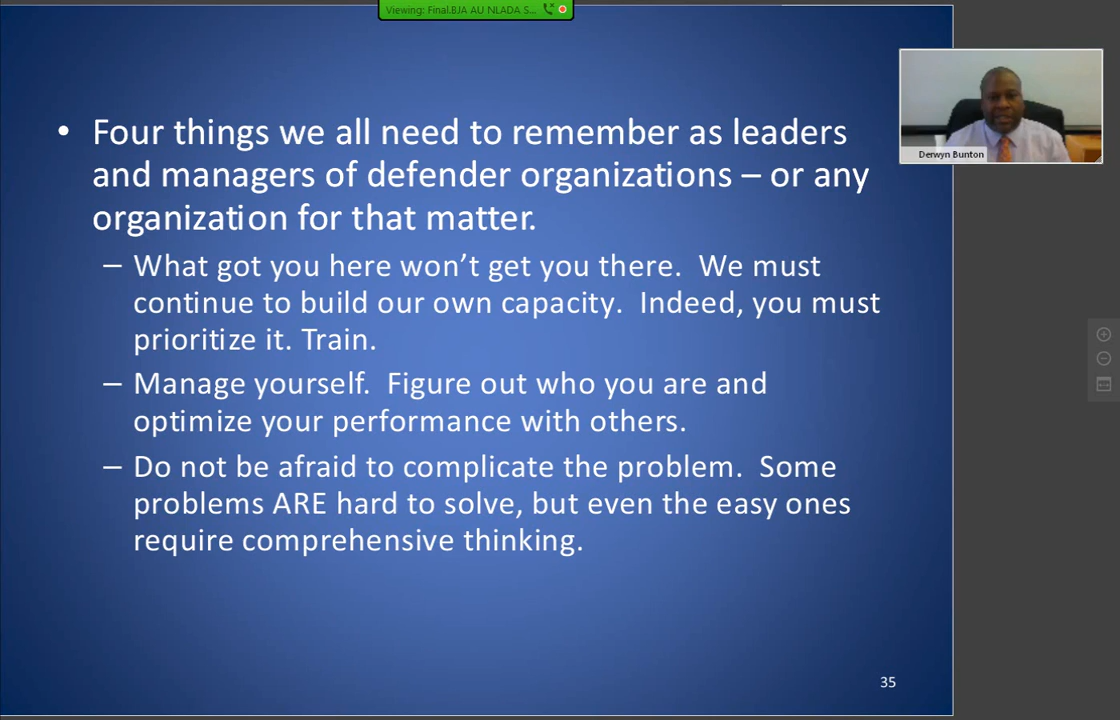 Viewing: Final.BJA AU NLADA S...
• Four things we all need to remember as leaders
and managers of defender organizations – or any
organization for that matter.
– What got you here won’t get you there.  We must
continue to build our own capacity.  Indeed, you must
prioritize it. Train.
– Manage yourself.  Figure out who you are and
optimize your performance with others.
– Do not be afraid to complicate the problem.  Some
problems ARE hard to solve, but even the easy ones
require comprehensive thinking.
35
Derwyn Bunton